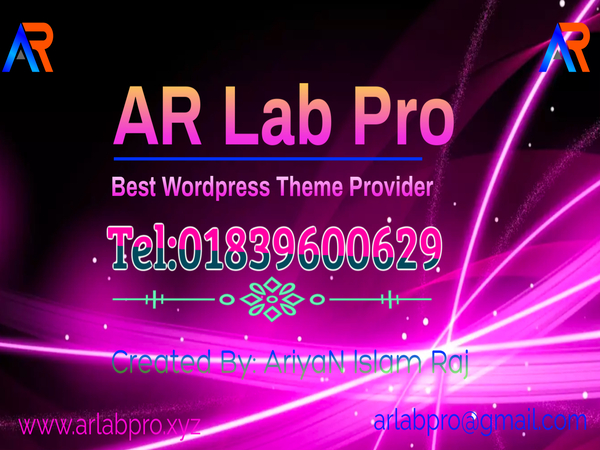 AR
AR
AR Lab Pro
Best Wordpress Theme Provider
Tel:01839600629
Created By: AriyaN Islam Raj
www.arlabpro.xyz
arlabpro@gmail.com